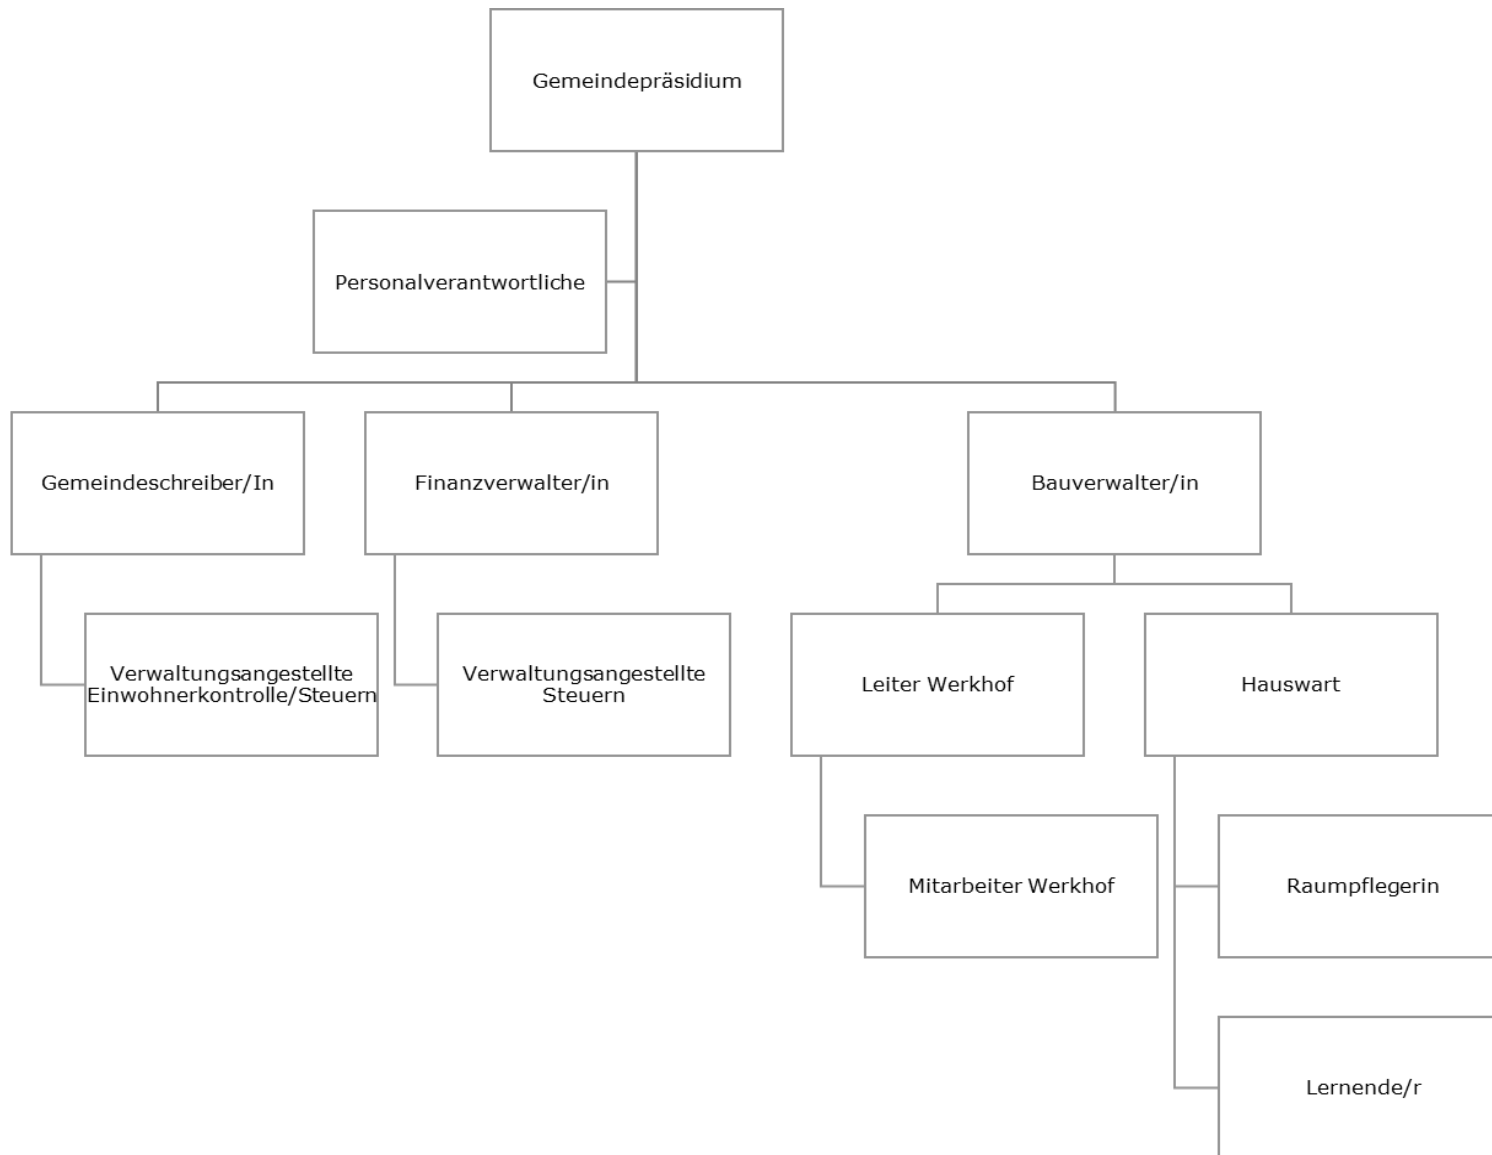 Gemeindepräsidium
Personalverantwortliche
Gemeindeschreiber/In
Finanzverwalter/in
Bauverwalter/in
Verwaltungsangestellte
Einwohnerkontrolle/Steuern
Verwaltungsangestellte
Steuern
Leiter Werkhof
Hauswart
Mitarbeiter Werkhof
Raumpflegerin
Lernende/r